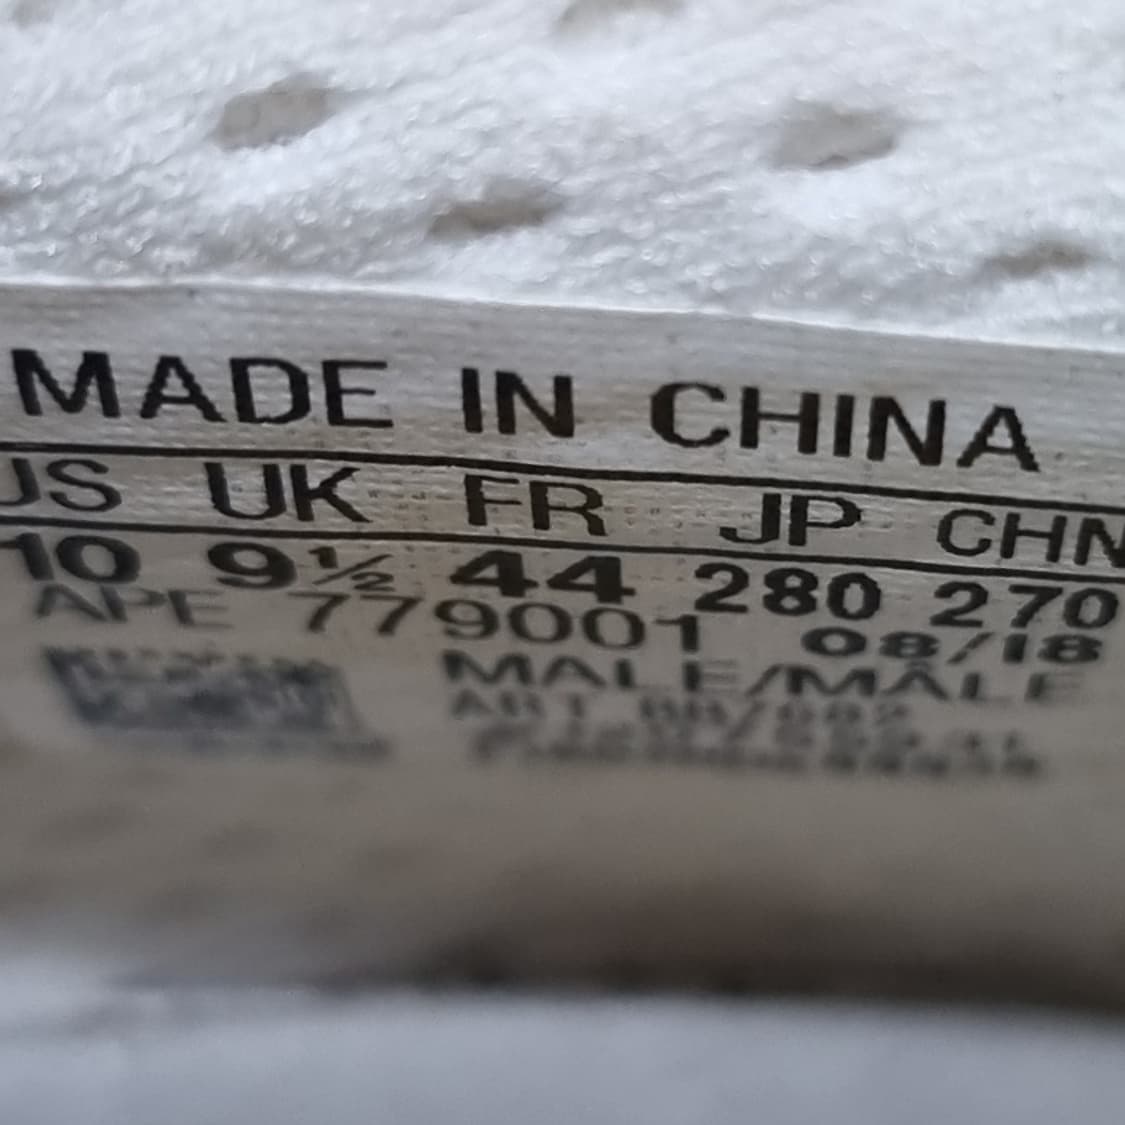 MADE IN CHINA
US UK FR JP CHN
10 9½ 44 280 270
APE 779001 08/18
MALE/MÂLE
ART